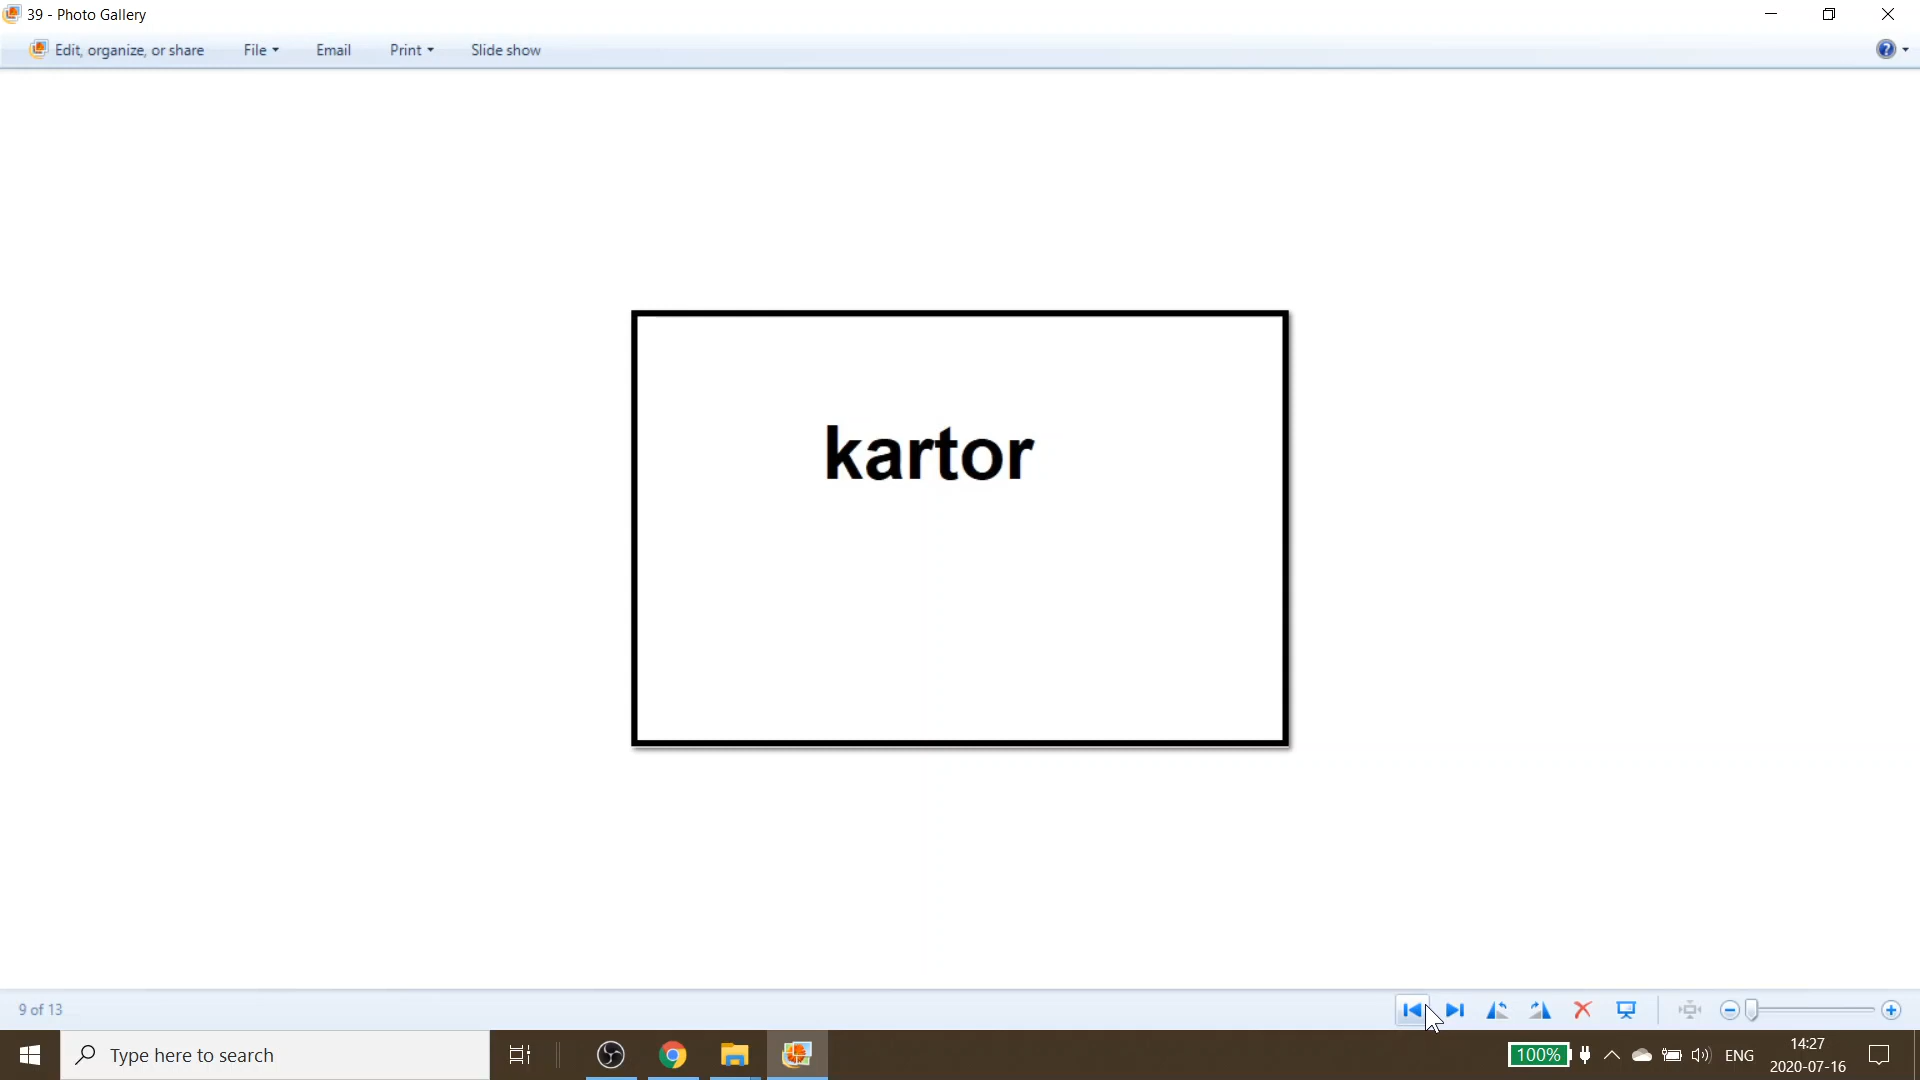 39 - Photo Gallery
Edit, organize, or share File Email Print Slide show
kartor
9 of 13
Type here to search
100% ENG 14:27
2020-07-16